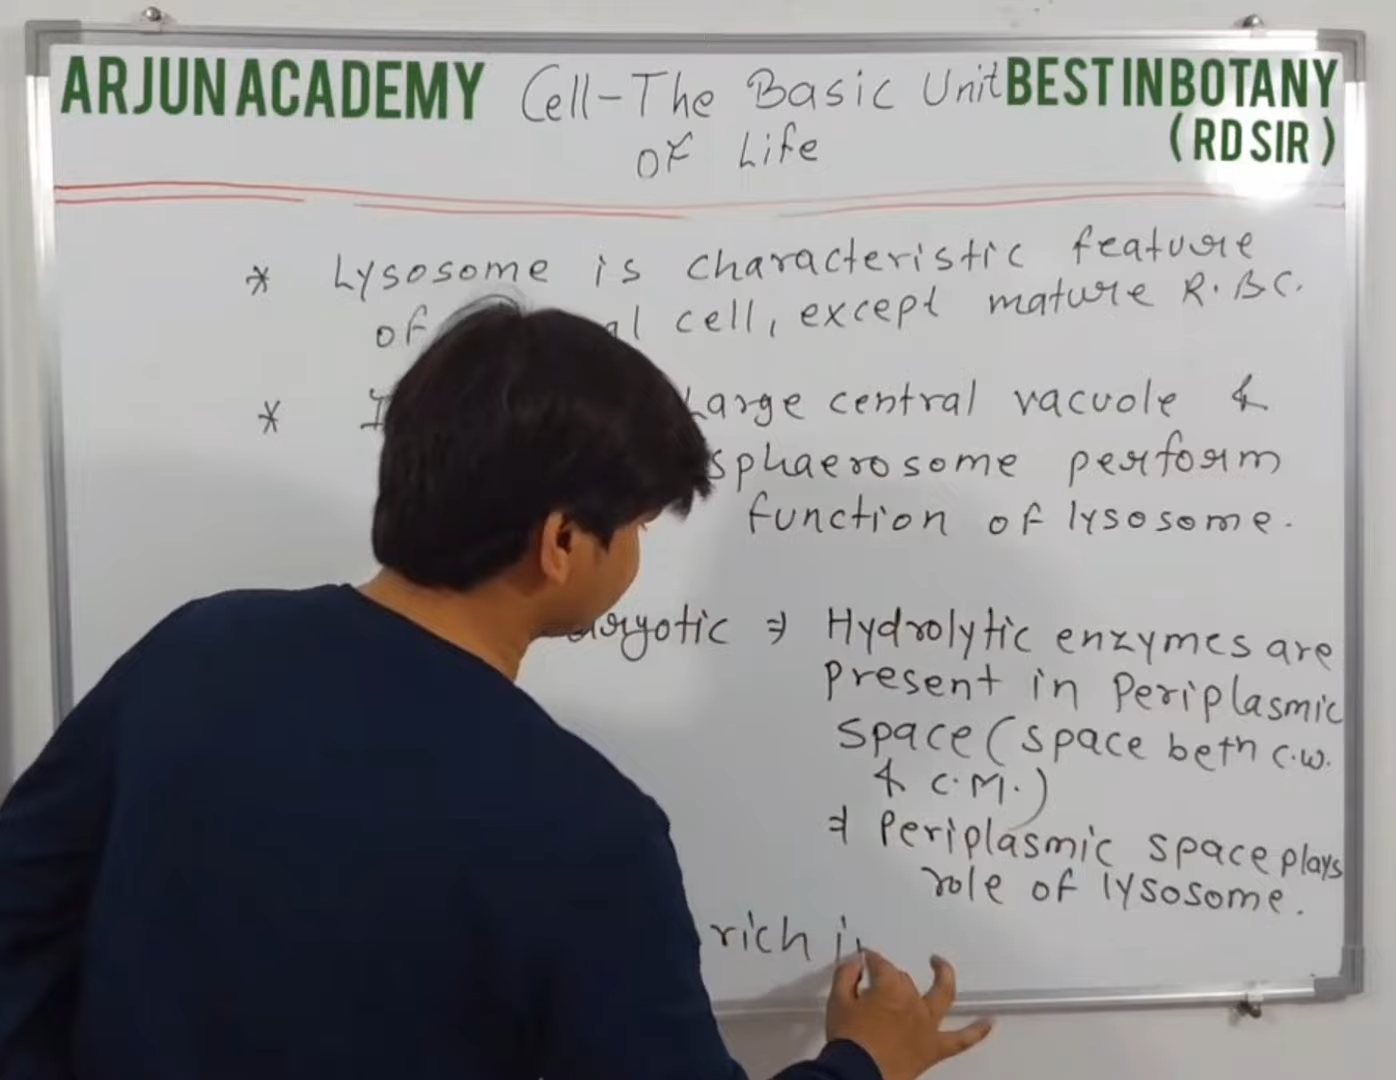 ARJUN ACADEMY Cell-The Basic Unit BEST IN BOTANY
of Life (RD SIR)
* Lysosome is characteristic feature
of cell, except mature R.B.C.
* Large central vacuole &
sphaerosome perform
function of lysosome.
⇒ Hydrolytic enzymes are
present in Periplasmic
space (space betn C.W.
& C.M.)
⇒ Periplasmic space plays
role of lysosome.
rich in